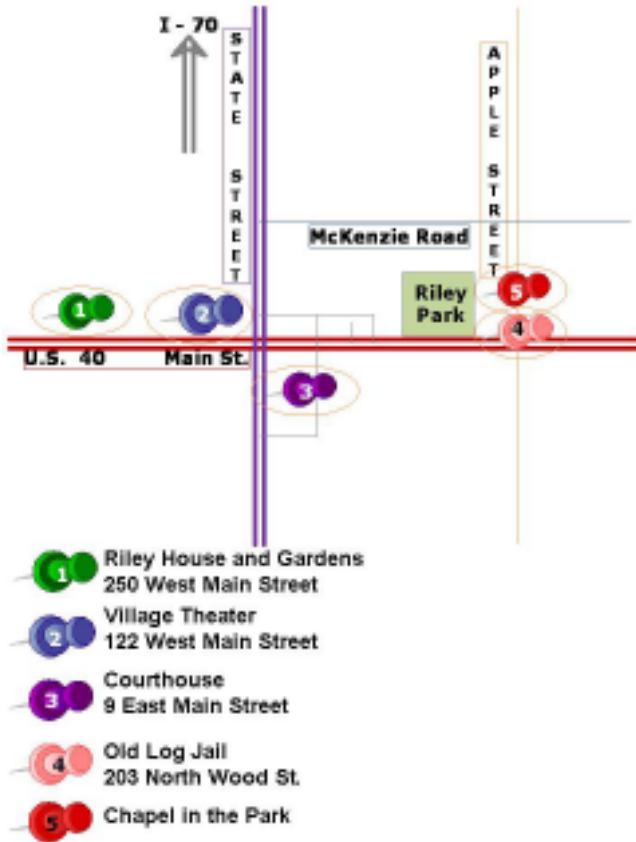 I - 70
STATE STREET
APPLE STREET
McKenzie Road
Riley
Park
1
2
5
4
U.S. 40 Main St.
3
1 Riley House and Gardens
250 West Main Street
2 Village Theater
122 West Main Street
3 Courthouse
9 East Main Street
4 Old Log Jail
203 North Wood St.
5 Chapel in the Park